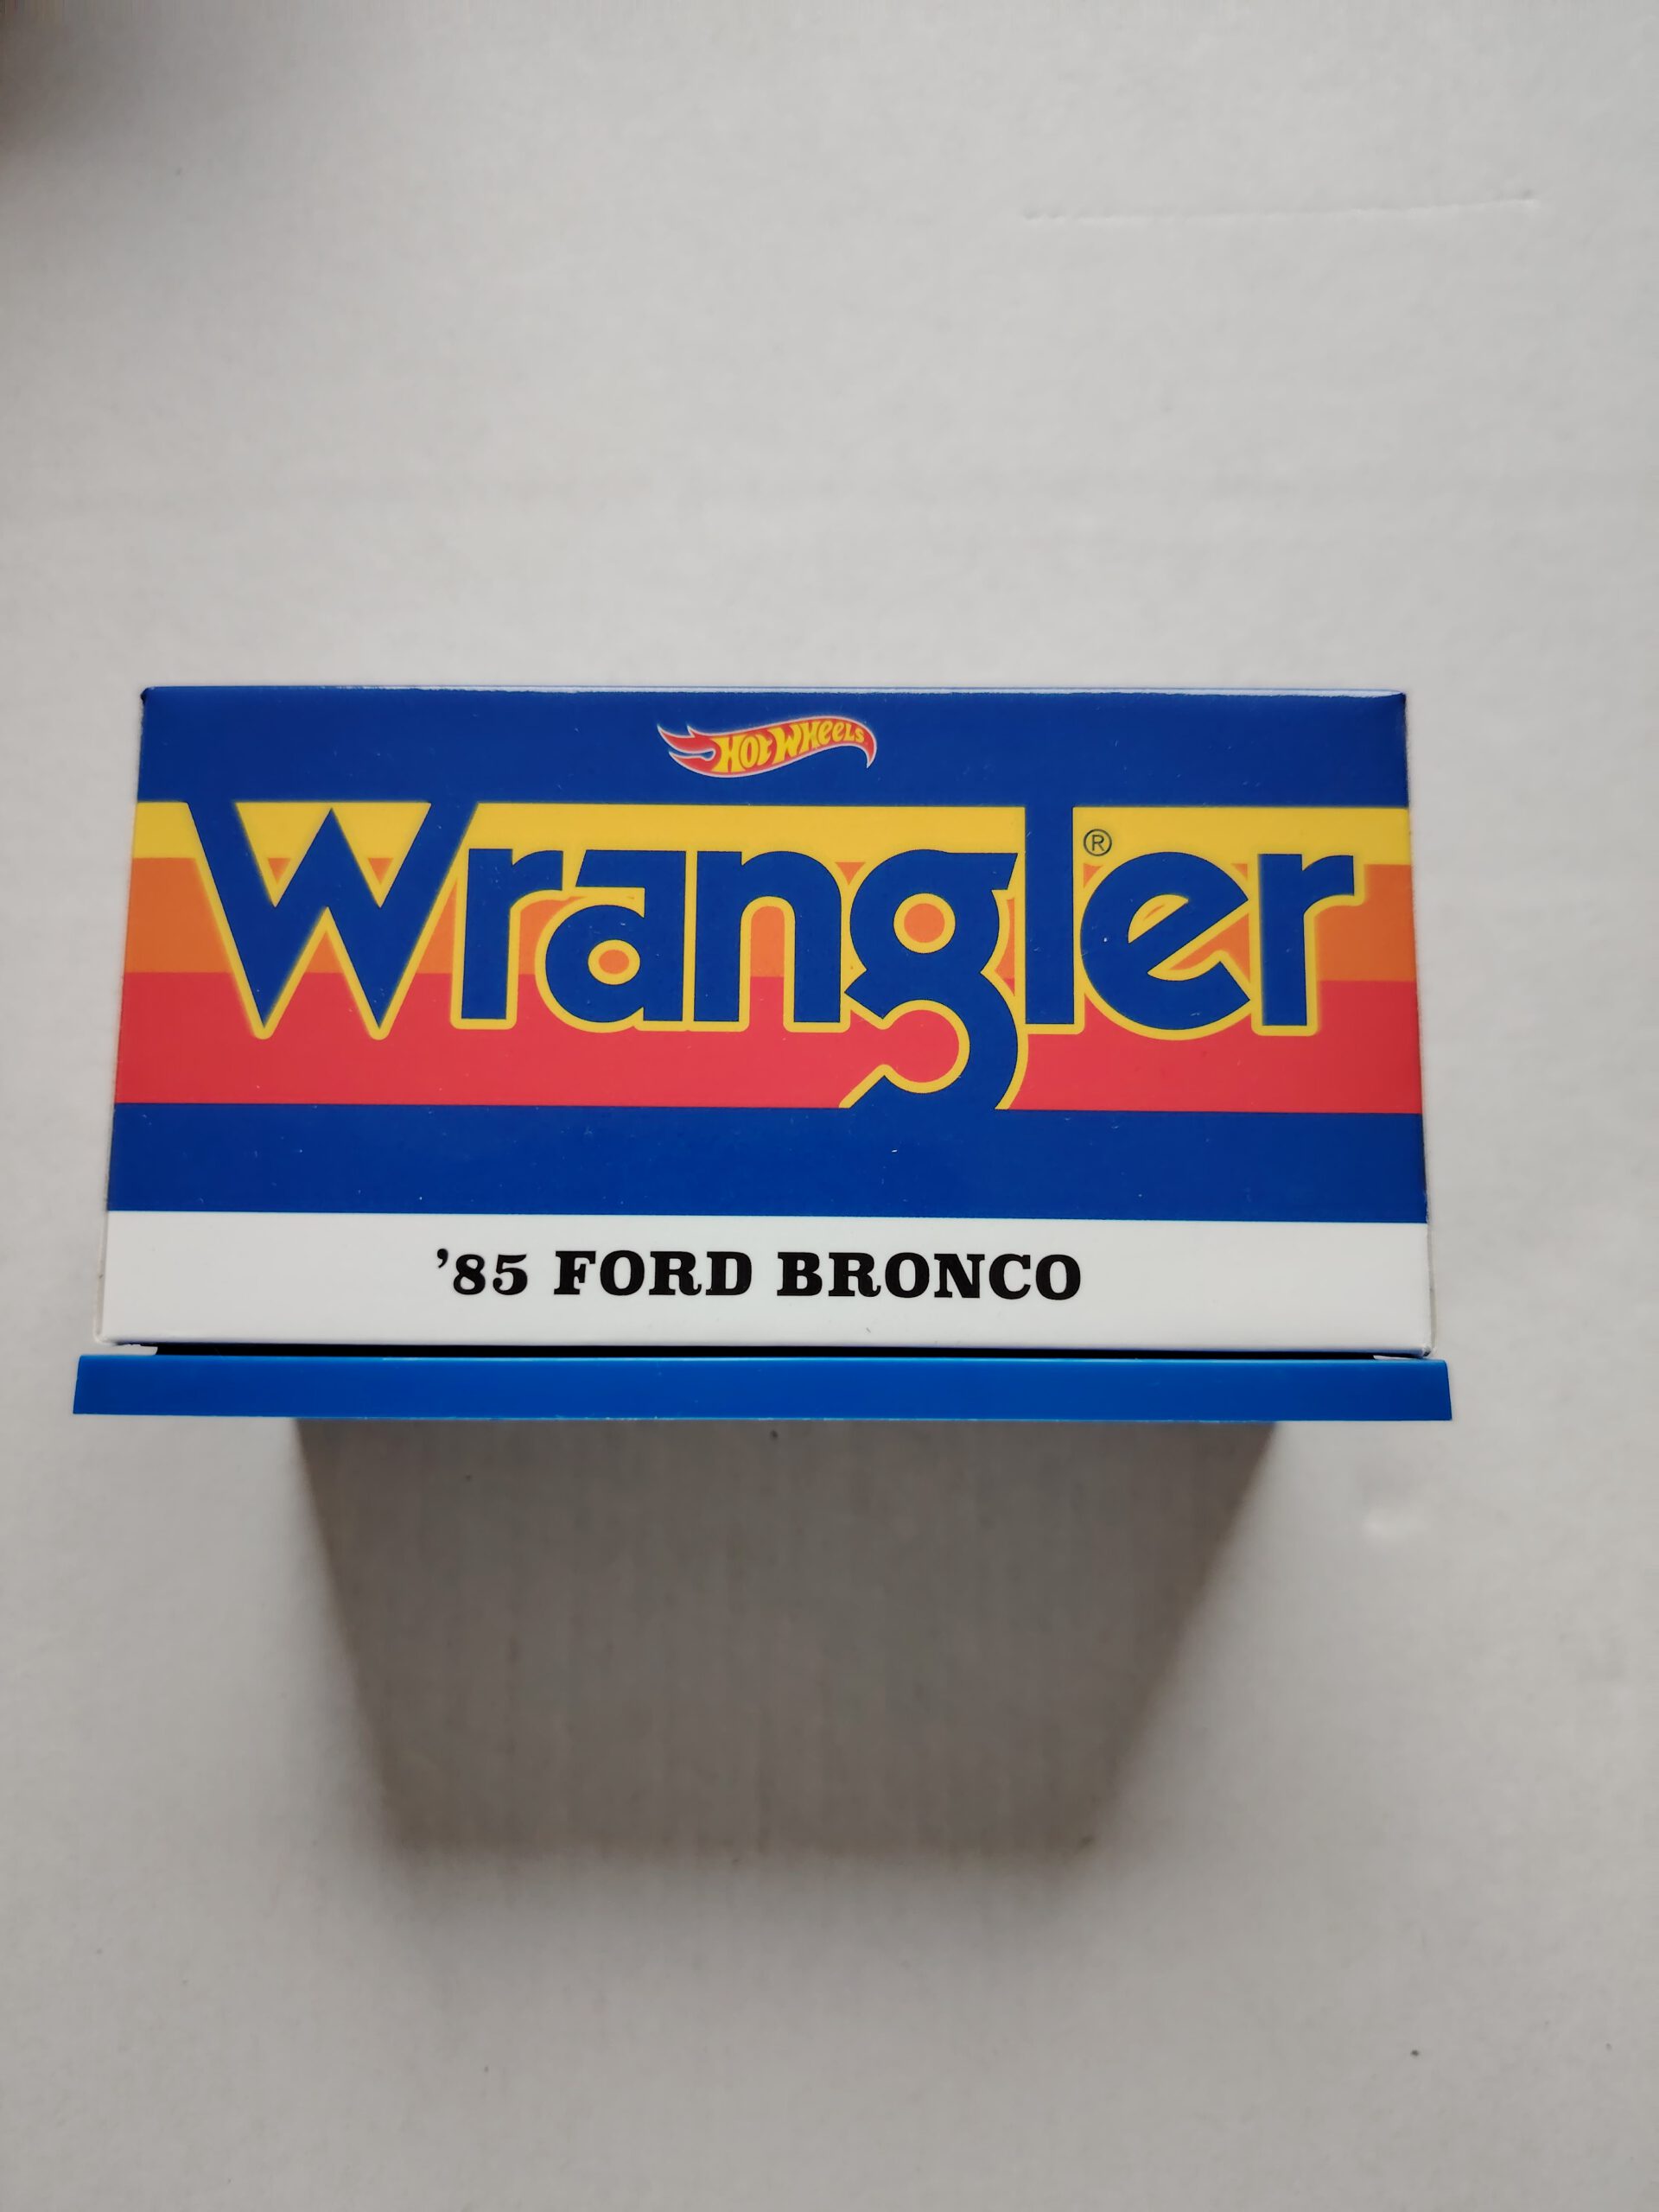 Hot Wheels
Wrangler®
'85 FORD BRONCO